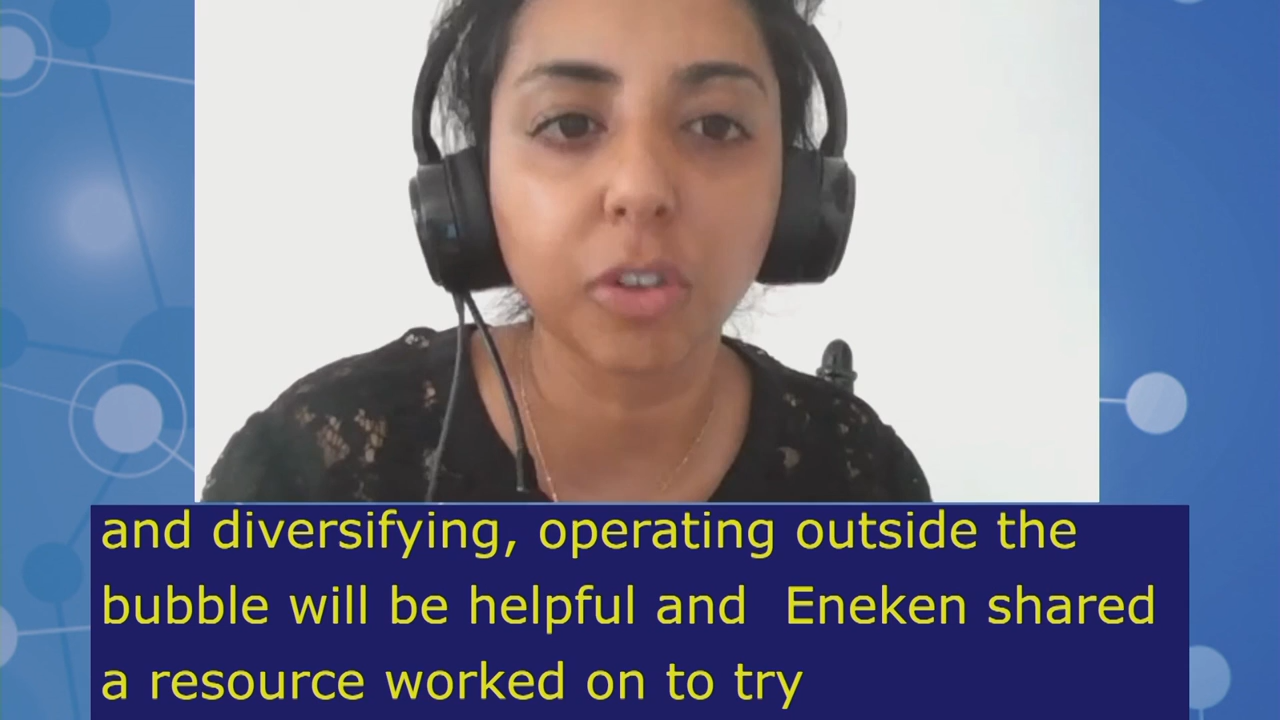 and diversifying, operating outside the
bubble will be helpful and  Eneken shared
a resource worked on to try